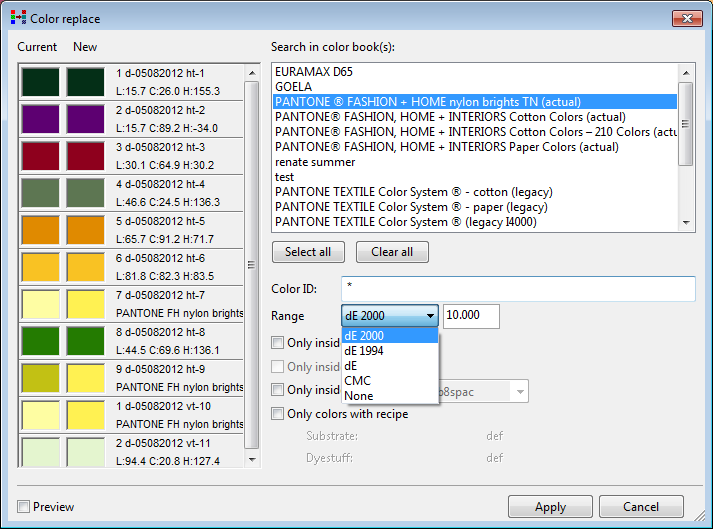 Color replace
Current New
1 d-05082012 ht-1
L:15.7 C:26.0 H:155.3
2 d-05082012 ht-2
L:15.7 C:89.2 H:-34.0
3 d-05082012 ht-3
L:30.1 C:64.9 H:30.2
4 d-05082012 ht-4
L:46.6 C:24.5 H:136.3
5 d-05082012 ht-5
L:65.7 C:91.2 H:71.7
6 d-05082012 ht-6
L:81.8 C:82.3 H:83.5
7 d-05082012 ht-7
PANTONE FH nylon brights
8 d-05082012 ht-8
L:44.5 C:69.6 H:136.1
9 d-05082012 ht-9
PANTONE FH nylon brights
1 d-05082012 vt-10
PANTONE FH nylon brights
2 d-05082012 vt-11
L:94.4 C:20.8 H:127.4
Preview
Search in color book(s):
EURAMAX D65
GOELA
PANTONE ® FASHION + HOME nylon brights TN (actual)
PANTONE® FASHION, HOME + INTERIORS Cotton Colors (actual)
PANTONE® FASHION, HOME + INTERIORS Cotton Colors – 210 Colors (actu
PANTONE® FASHION, HOME + INTERIORS Paper Colors (actual)
renate summer
test
PANTONE TEXTILE Color System ® - cotton (legacy)
PANTONE TEXTILE Color System ® - paper (legacy)
PANTONE TEXTILE Color System ® (legacy I4000)
Select all Clear all
Color ID: *
Range dE 2000 10.000
dE 2000
dE 1994
dE
CMC
None
Only insid
Only insid
Only insid b8spac
Only colors with recipe
Substrate: def
Dyestuff: def
Apply Cancel